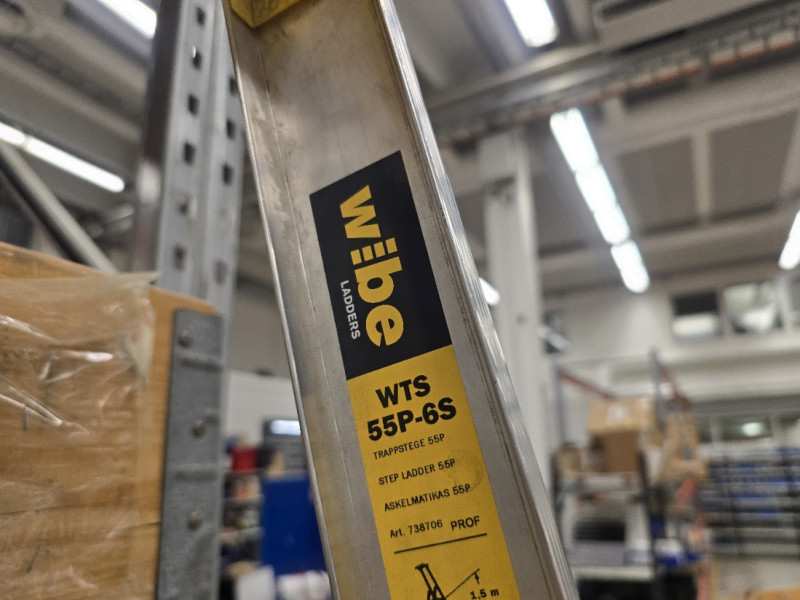 wibe
LADDERS
WTS
55P-6S
TRAPPSTEGE 55P
STEP LADDER 55P
ASKELMATIKAS 55P
Art. 738706 PROF
1,5 m